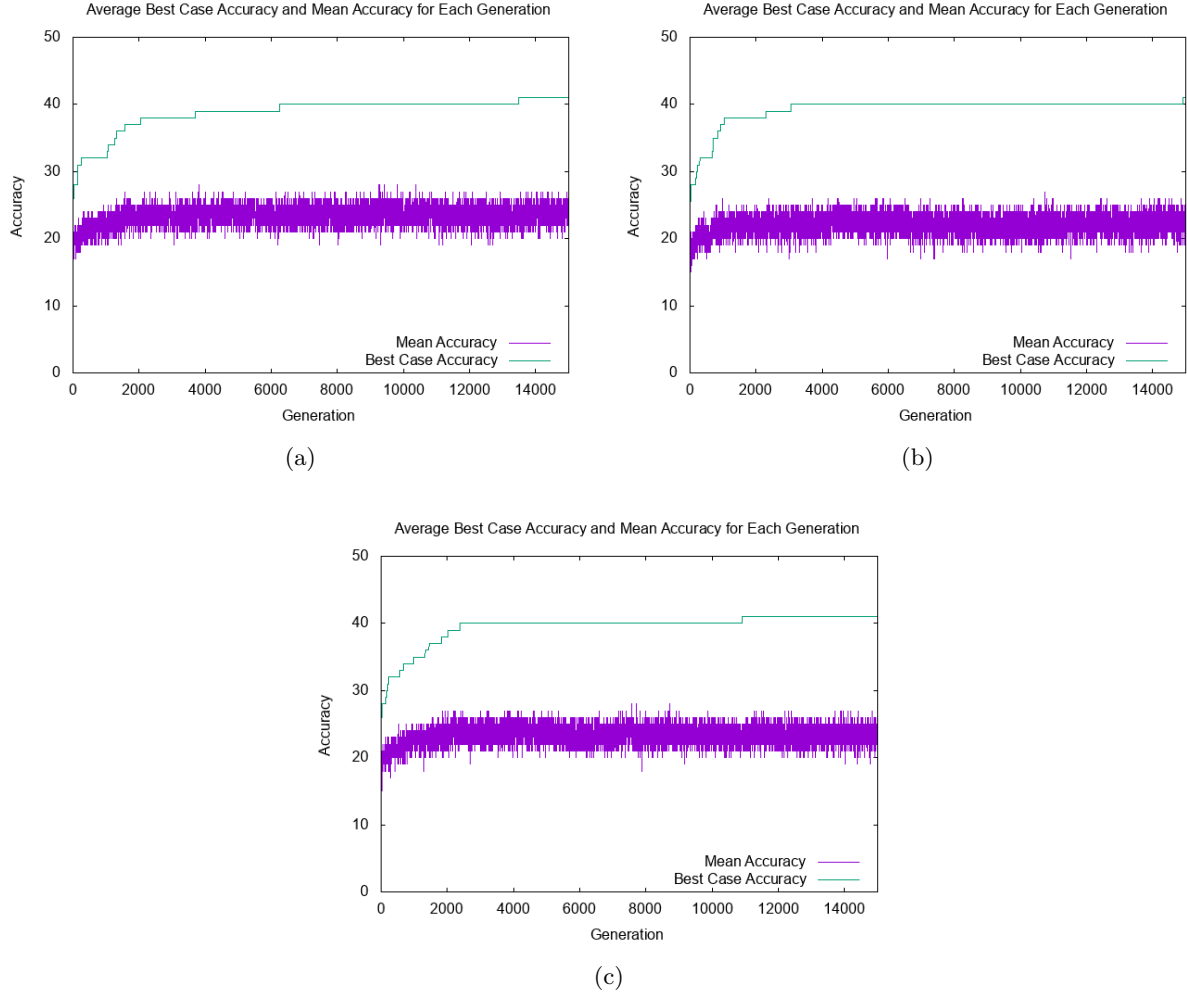 Average Best Case Accuracy and Mean Accuracy for Each Generation
50
40
30
20
10
0
Accuracy
Mean Accuracy
Best Case Accuracy
0 2000 4000 6000 8000 10000 12000 14000
Generation
(a)
Average Best Case Accuracy and Mean Accuracy for Each Generation
50
40
30
20
10
0
Accuracy
Mean Accuracy
Best Case Accuracy
0 2000 4000 6000 8000 10000 12000 14000
Generation
(b)
Average Best Case Accuracy and Mean Accuracy for Each Generation
50
40
30
20
10
0
Accuracy
Mean Accuracy
Best Case Accuracy
0 2000 4000 6000 8000 10000 12000 14000
Generation
(c)